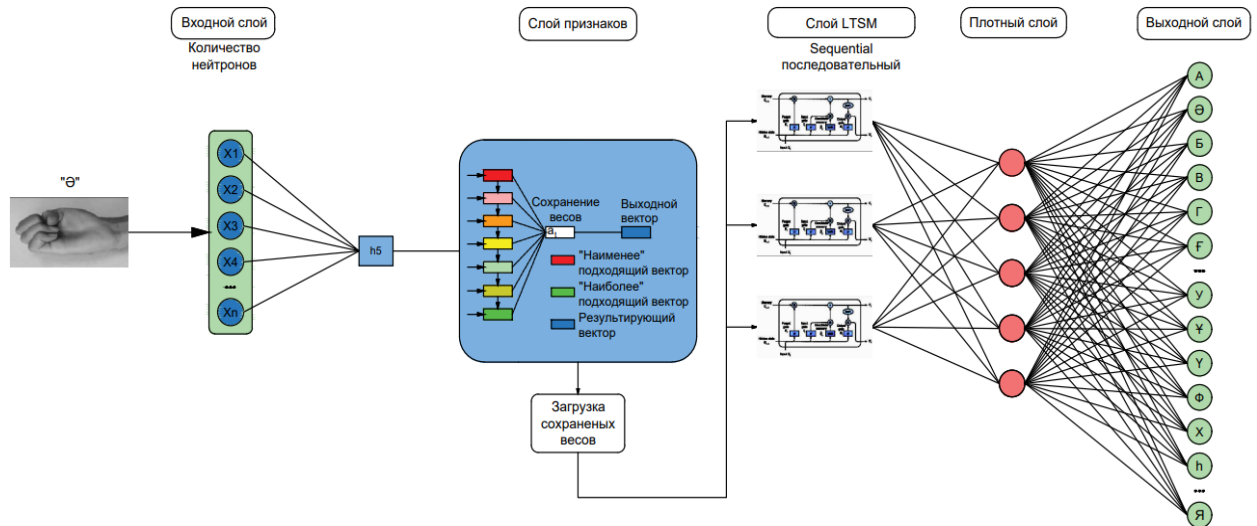 Входной слой
Слой признаков
Слой LTSM
Плотный слой
Выходной слой
Количество
нейтронов
Sequential
последовательный
"Ə"
X1
X2
X3
X4
...
Xn
h5
Сохранение
весов
Выходной
вектор
a1
"Наименее"
подходящий вектор
"Наиболее"
подходящий вектор
Результирующий
вектор
Загрузка
сохраненых
весов
А
Ə
Б
В
Г
Ғ
...
У
Ұ
Ү
Ф
Х
һ
...
Я